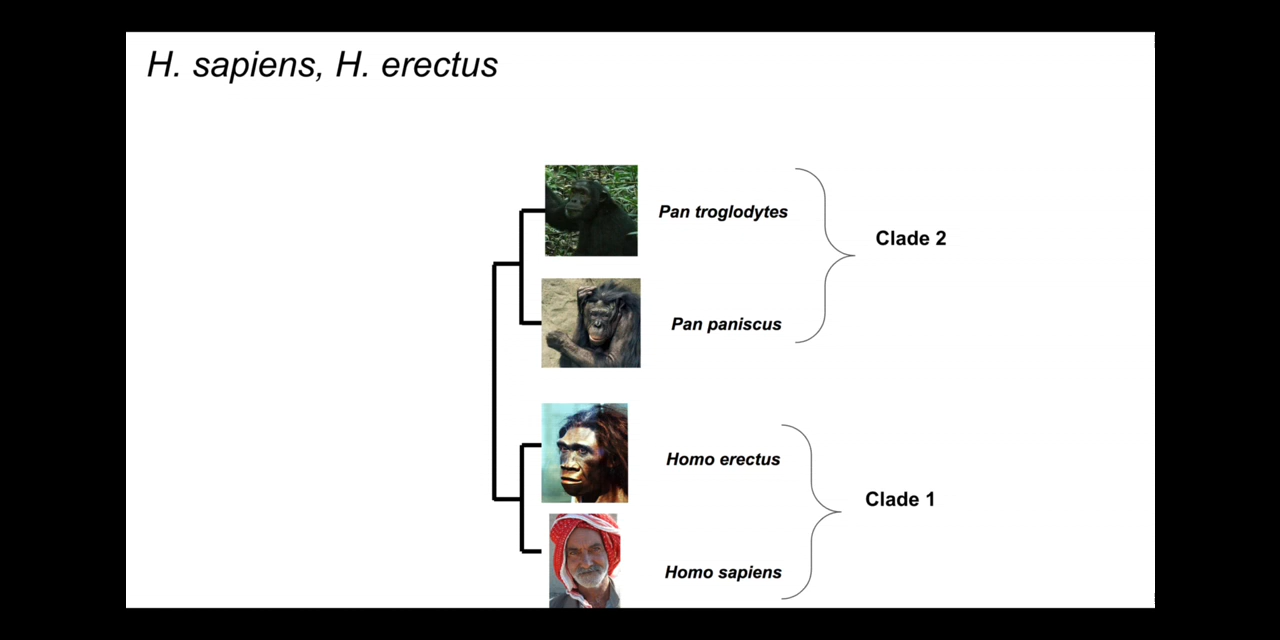 H. sapiens, H. erectus
Pan troglodytes
Clade 2
Pan paniscus
Homo erectus
Clade 1
Homo sapiens